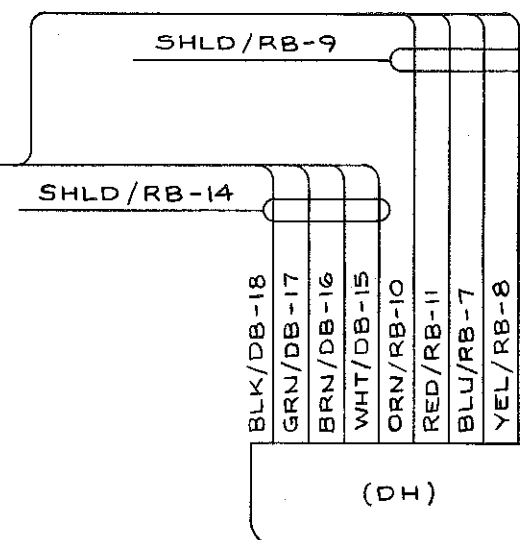 SHLD/RB-9
SHLD/RB-14
BLK/DB-18
GRN/DB-17
BRN/DB-16
WHT/DB-15
ORN/RB-10
RED/RB-11
BLU/RB-7
YEL/RB-8
(DH)